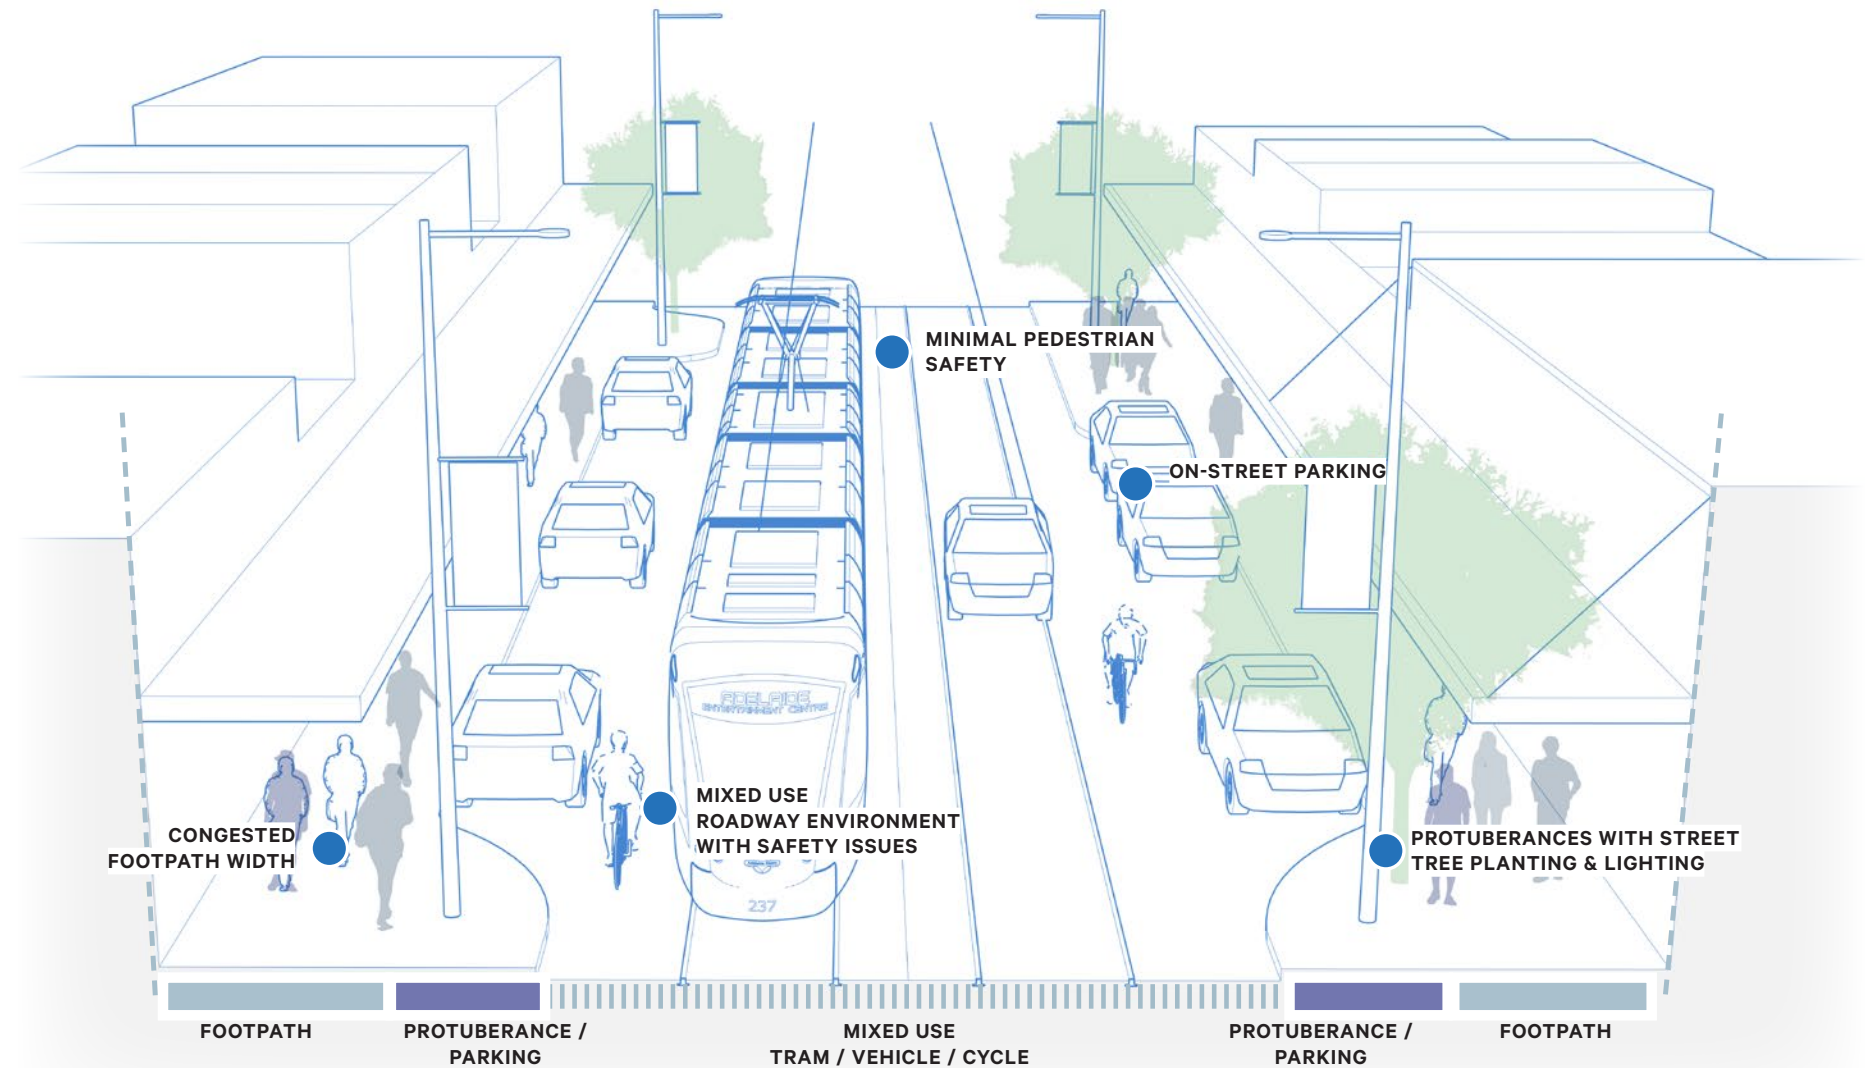 MINIMAL PEDESTRIAN
SAFETY
ON-STREET PARKING
ADELAIDE
ENTERTAINMENT CENTRE
MIXED USE
ROADWAY ENVIRONMENT
WITH SAFETY ISSUES
CONGESTED
FOOTPATH WIDTH
PROTUBERANCES WITH STREET
TREE PLANTING & LIGHTING
237
FOOTPATH
PROTUBERANCE /
PARKING
MIXED USE
TRAM / VEHICLE / CYCLE
PROTUBERANCE /
PARKING
FOOTPATH